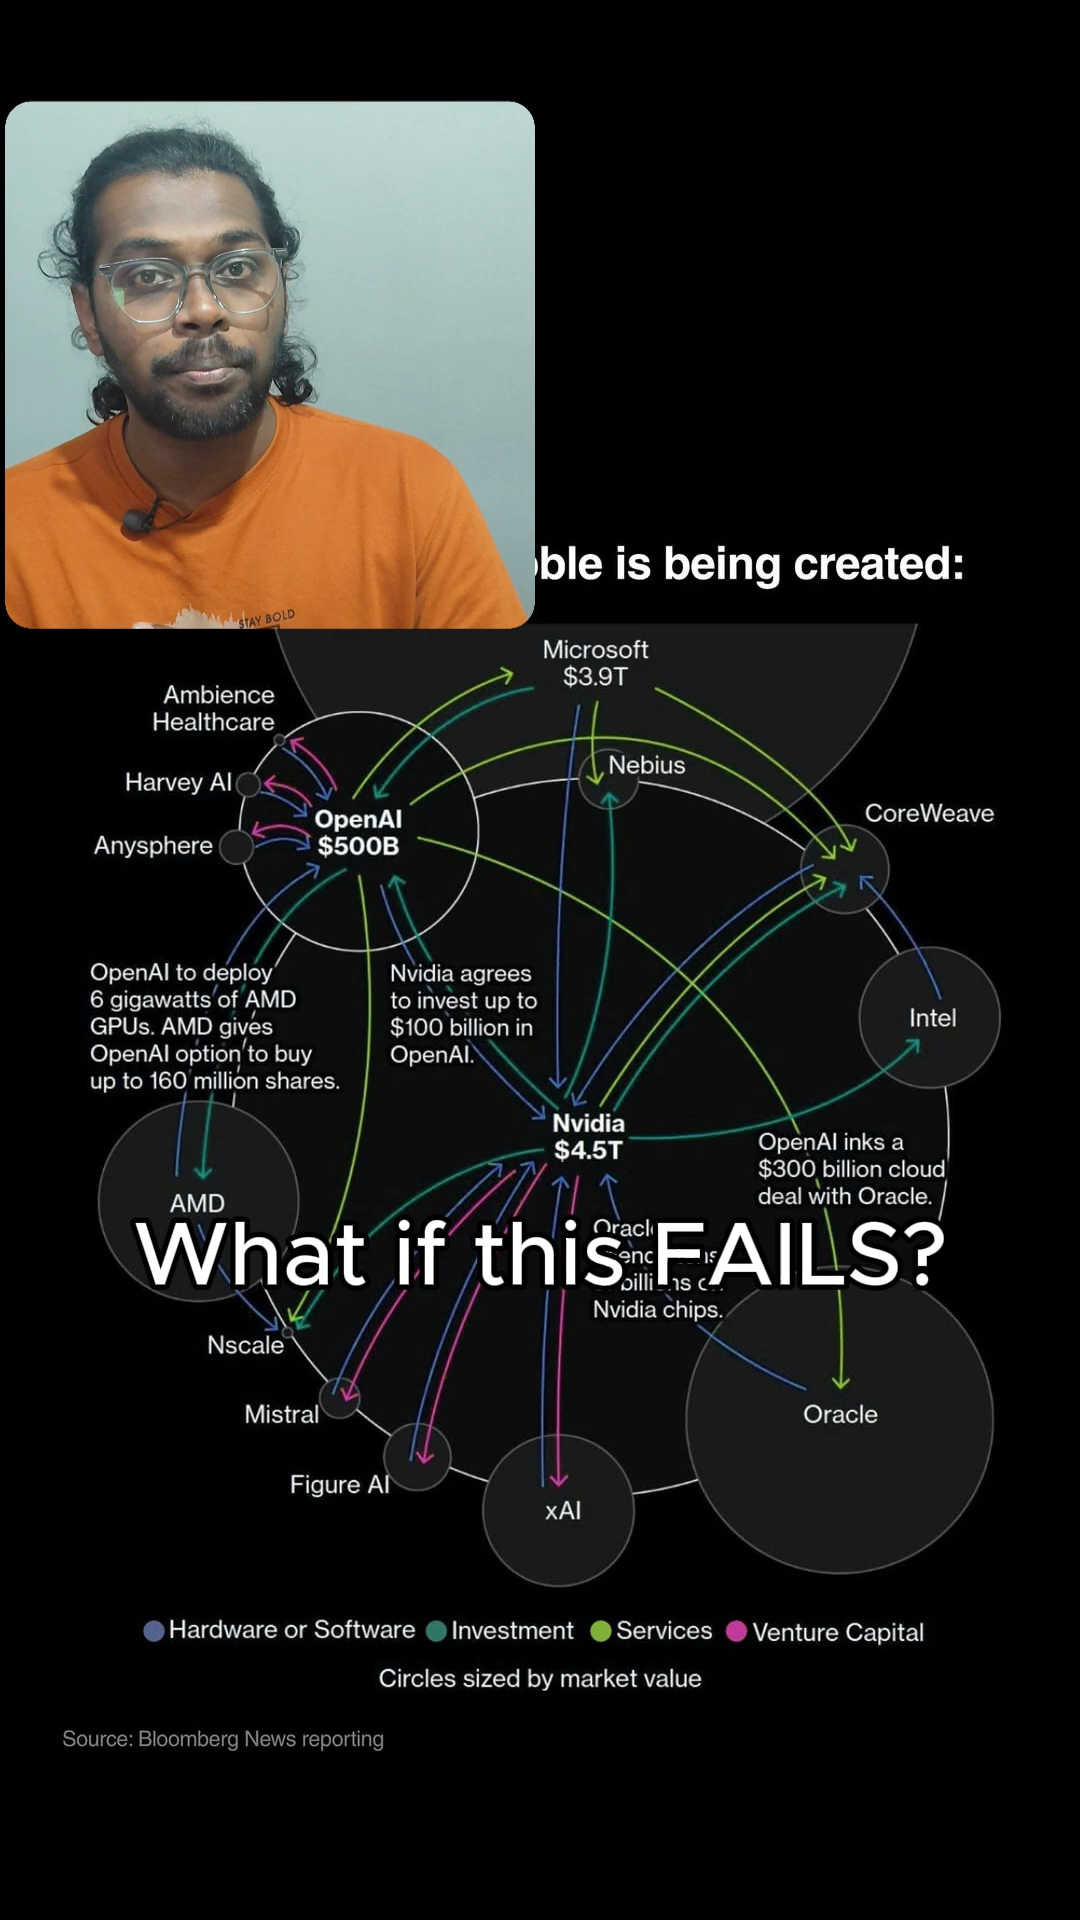 STAY BOLD
is being created:
Microsoft
$3.9T
Ambience
Healthcare
Nebius
Harvey AI
CoreWeave
OpenAI
$500B
Anysphere
OpenAI to deploy
6 gigawatts of AMD
GPUs. AMD gives
OpenAI option to buy
up to 160 million shares.
Nvidia agrees
to invest up to
$100 billion in
OpenAI.
Intel
Nvidia
$4.5T
OpenAI inks a
$300 billion cloud
deal with Oracle.
AMD
What if this FAILS?
Nvidia chips.
Nscale
Mistral
Oracle
Figure AI
xAI
Hardware or Software
Investment
Services
Venture Capital
Circles sized by market value
Source: Bloomberg News reporting